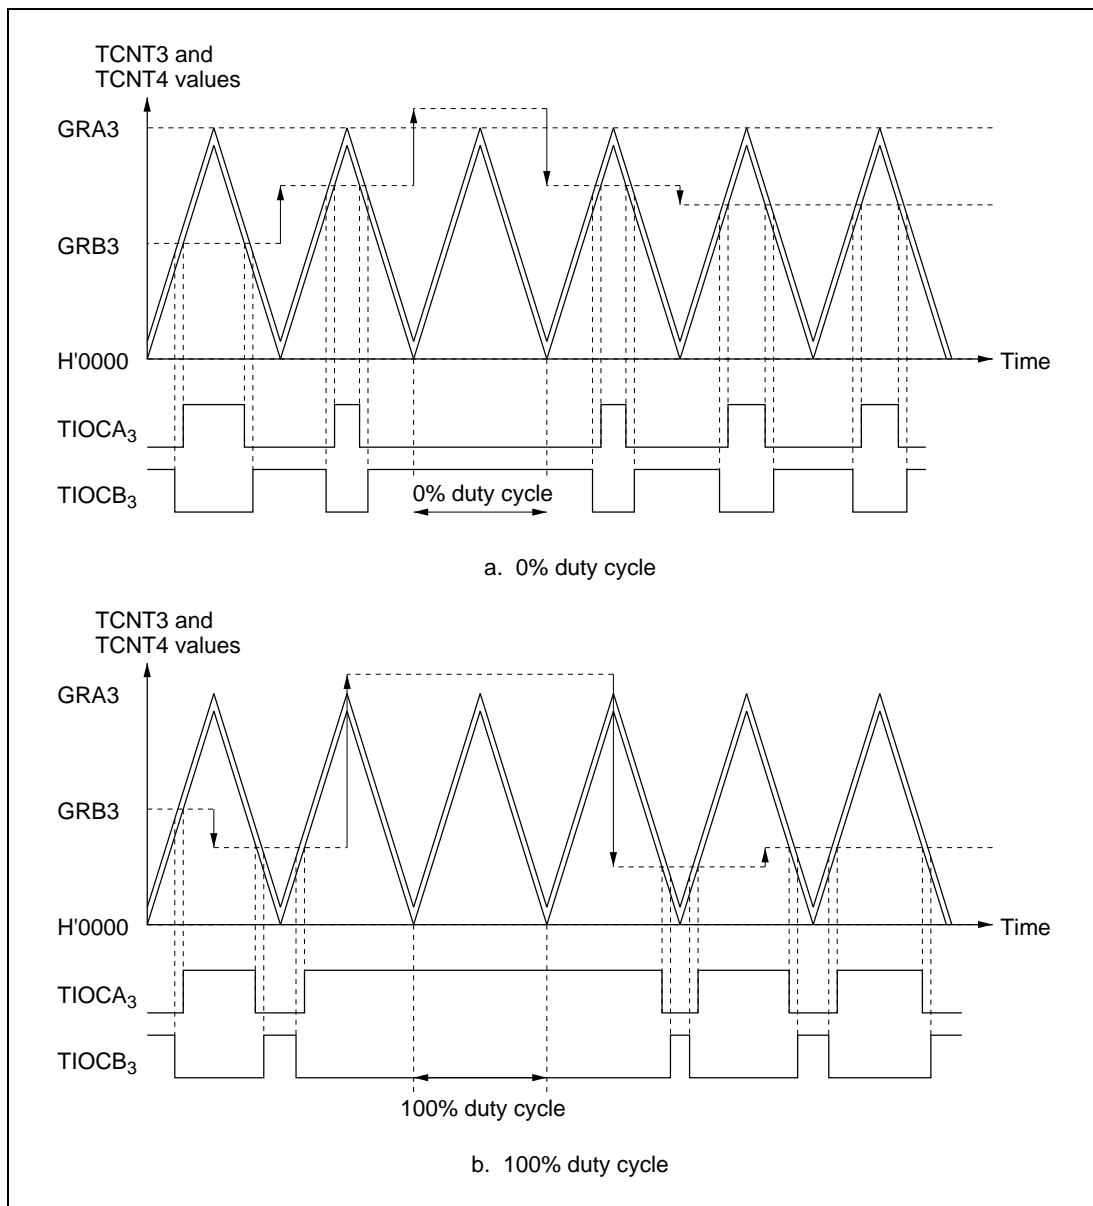 TCNT3 and
TCNT4 values
GRA3
GRB3
H'0000
Time
TIOCA3
TIOCB3
0% duty cycle
a. 0% duty cycle
TCNT3 and
TCNT4 values
GRA3
GRB3
H'0000
Time
TIOCA3
TIOCB3
100% duty cycle
b. 100% duty cycle